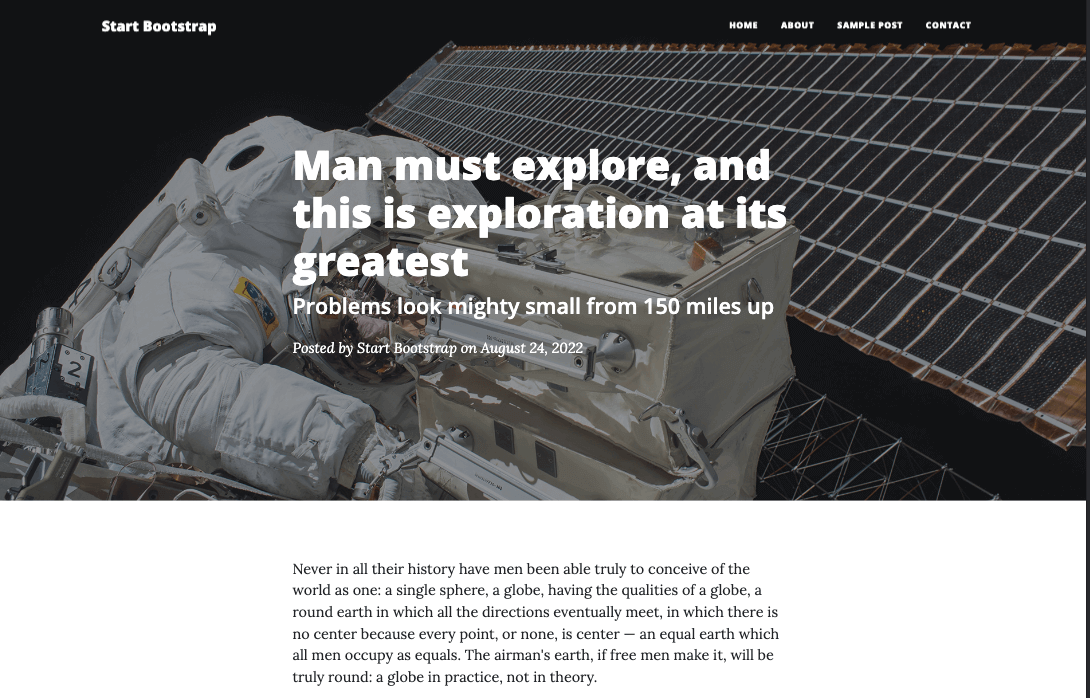 Start Bootstrap
HOME ABOUT SAMPLE POST CONTACT
Man must explore, and
this is exploration at its
greatest
Problems look mighty small from 150 miles up
Posted by Start Bootstrap on August 24, 2022
2
Never in all their history have men been able truly to conceive of the
world as one: a single sphere, a globe, having the qualities of a globe, a
round earth in which all the directions eventually meet, in which there is
no center because every point, or none, is center — an equal earth which
all men occupy as equals. The airman's earth, if free men make it, will be
truly round: a globe in practice, not in theory.